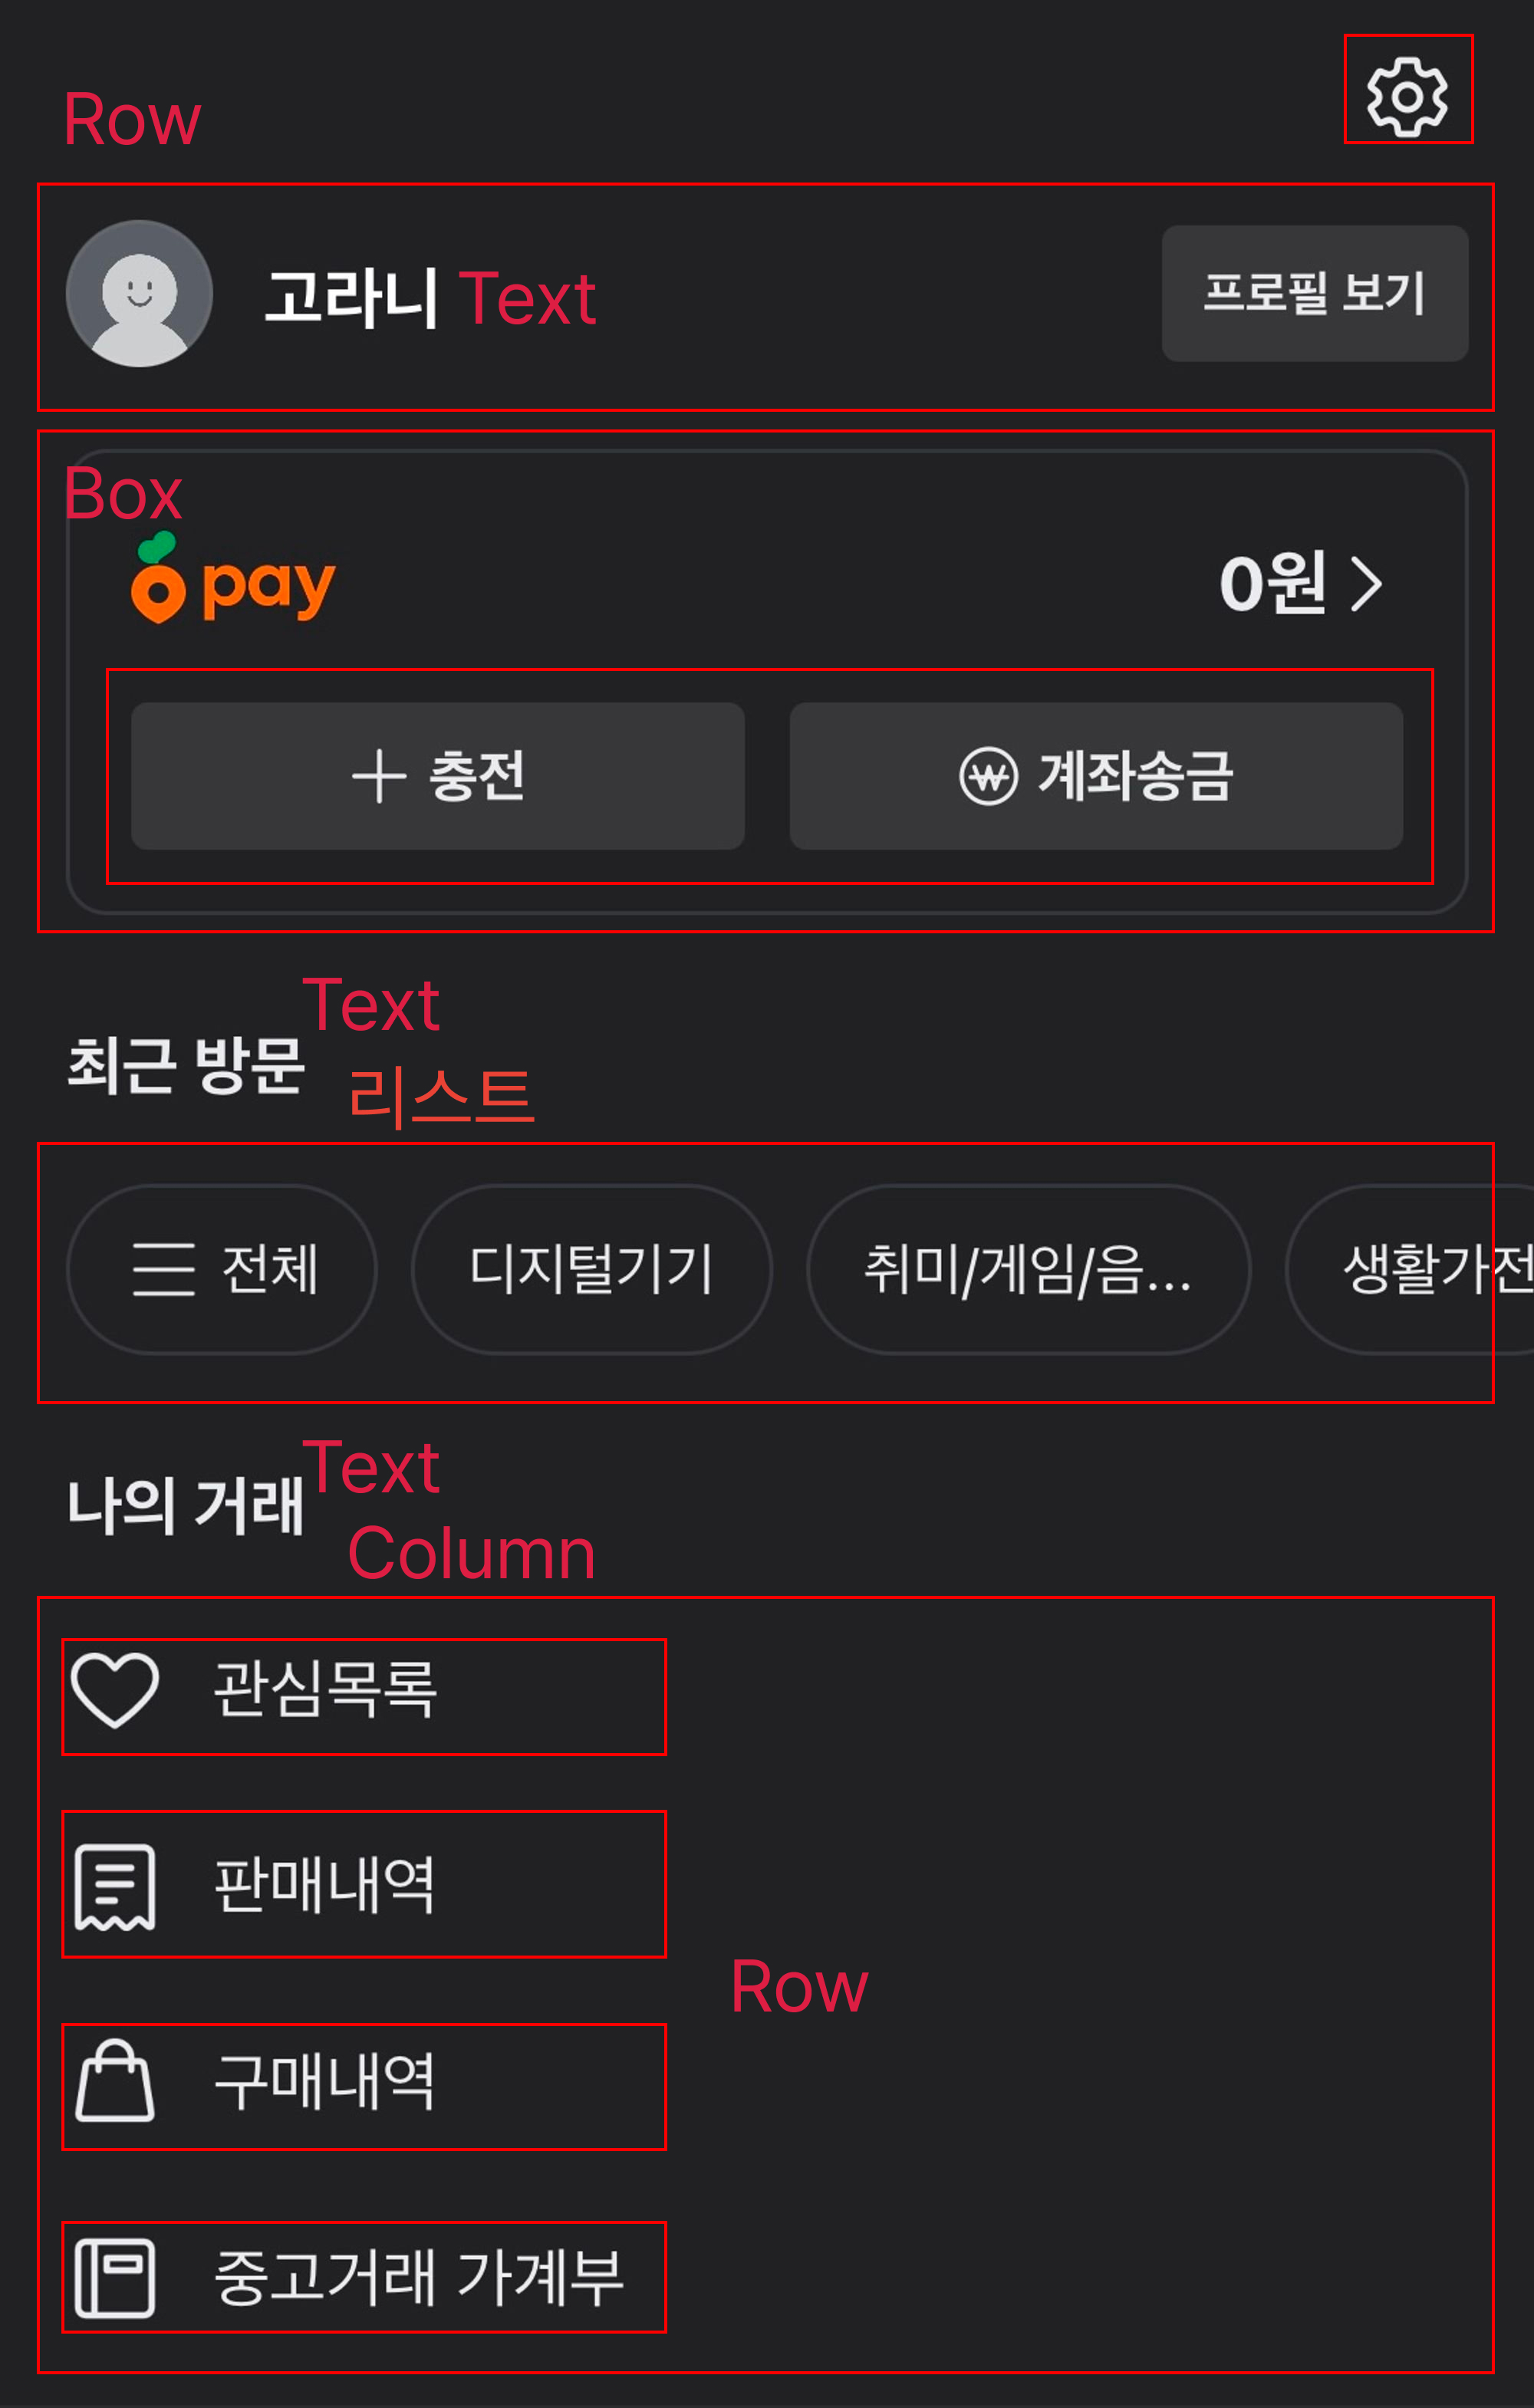 Row
고라니 Text
프로필 보기
Box
pay
0원
충전
계좌송금
Text
최근 방문
리스트
전체
디지털기기
취미/게임/음...
생활가전
Text
나의 거래
Column
관심목록
판매내역
Row
구매내역
중고거래 가계부